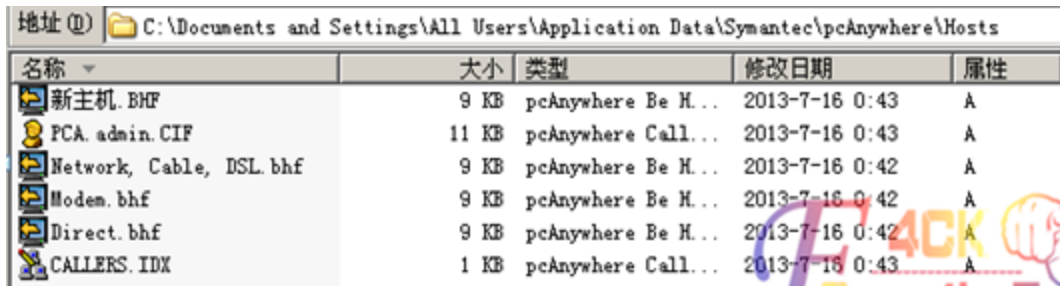 地址(D) C:\Documents and Settings\All Users\Application Data\Symantec\pcAnywhere\Hosts
名称 大小 类型 修改日期 属性
新主机.BHF 9 KB pcAnywhere Be H... 2013-7-16 0:43 A
PCA.admin.CIF 11 KB pcAnywhere Call... 2013-7-16 0:43 A
Network, Cable, DSL.bhf 9 KB pcAnywhere Be H... 2013-7-16 0:42 A
Modem.bhf 9 KB pcAnywhere Be H... 2013-7-16 0:42 A
Direct.bhf 9 KB pcAnywhere Be H... 2013-7-16 0:42 A
CALLERS.IDX 1 KB pcAnywhere Call... 2013-7-16 0:43 A
F4CK